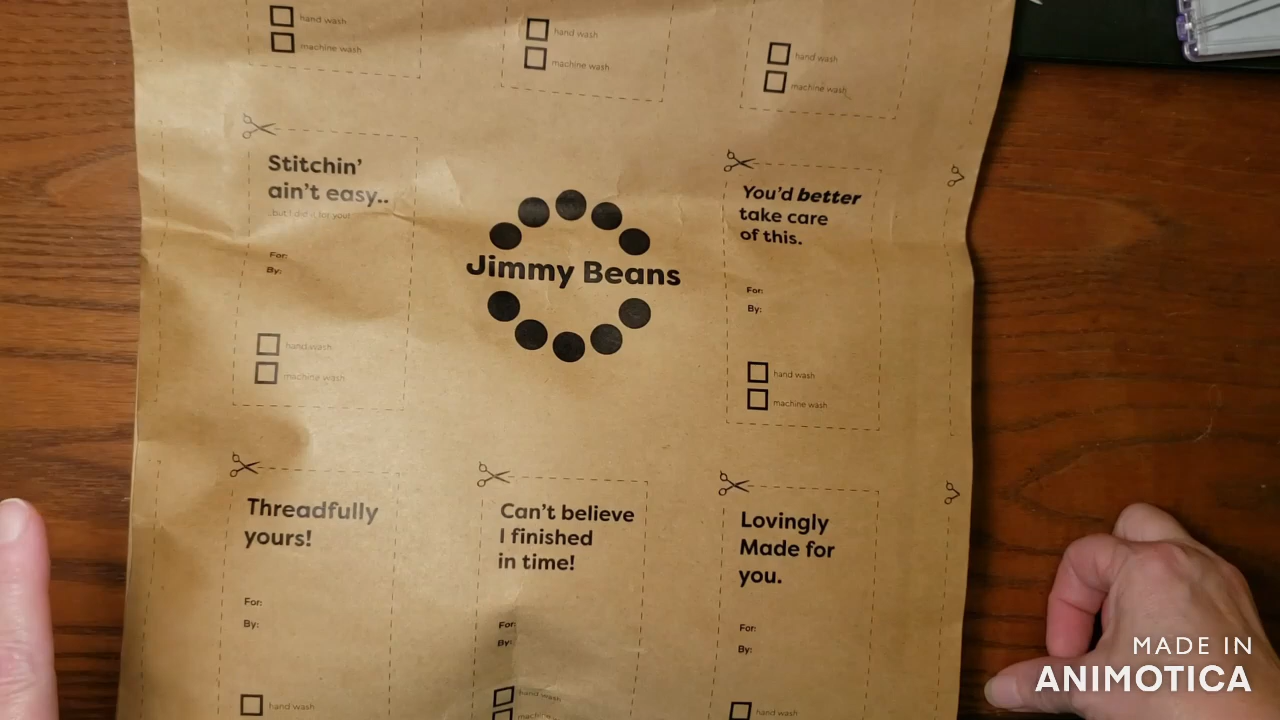 hand wash
machine wash
hand wash
machine wash
hand wash
machine wash
Stitchin'
ain't easy..
..but I did it for you!
For:
By:
hand wash
machine wash
Jimmy Beans
You'd better
take care
of this.
For:
By:
hand wash
machine wash
Threadfully
yours!
For:
By:
hand wash
Can't believe
I finished
in time!
For:
By:
hand wash
machine
Lovingly
Made for
you.
For:
By:
hand wash
MADE IN
ANIMOTICA